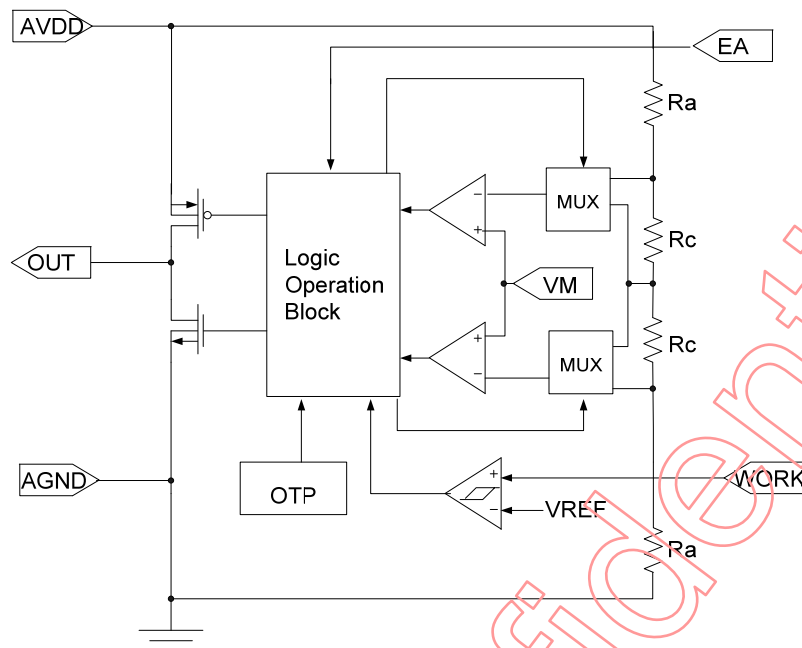 AVDD
EA
Ra
MUX
Rc
OUT
Logic
Operation
Block
VM
Rc
MUX
AGND
OTP
WORK
VREF
Ra
+
−
+
−
+
−